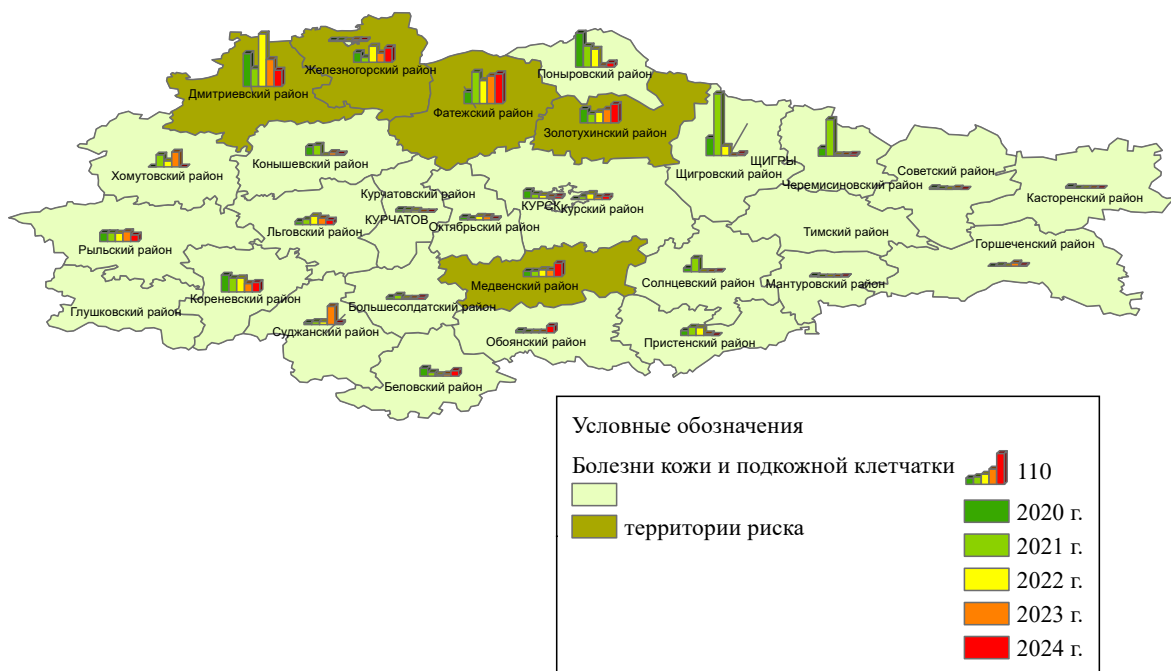 Железногорский район
Поныровский район
Дмитриевский район
Фатежский район
Золотухинский район
ЩИГРЫ
Конышевский район
Хомутовский район
Щигровский район
Черемисиновский район
Советский район
Касторенский район
Курчатовский район
КУРСК
Курский район
КУРЧАТОВ
Октябрьский район
Льговский район
Тимский район
Рыльский район
Горшеченский район
Медвенский район
Солнцевский район
Мантуровский район
Кореневский район
Глушковский район
Большесолдатский район
Суджанский район
Обоянский район
Пристенский район
Беловский район
Условные обозначения
Болезни кожи и подкожной клетчатки
110
территории риска
2020 г.
2021 г.
2022 г.
2023 г.
2024 г.